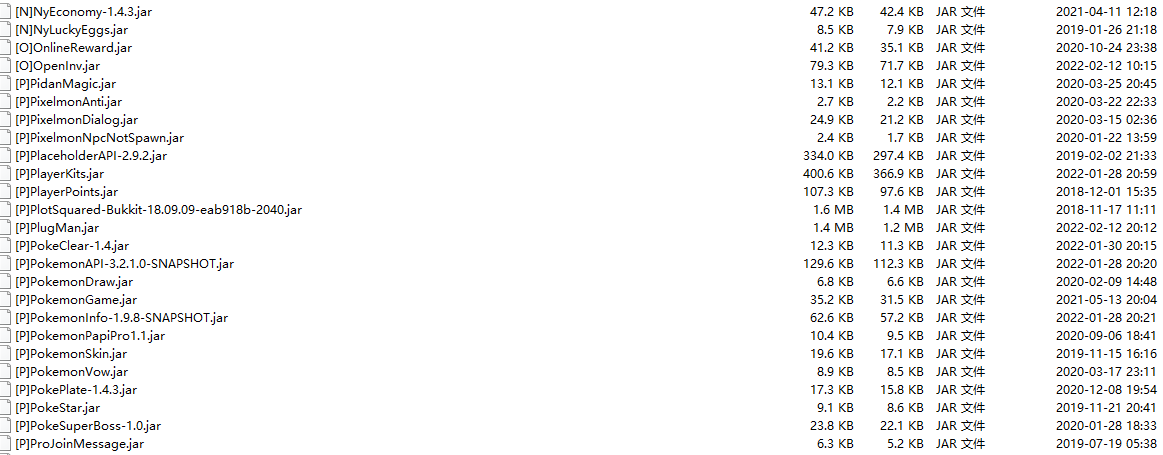 [N]NyEconomy-1.4.3.jar 47.2 KB 42.4 KB JAR 文件 2021-04-11 12:18
[N]NyLuckyEggs.jar 8.5 KB 7.9 KB JAR 文件 2019-01-26 21:18
[O]OnlineReward.jar 41.2 KB 35.1 KB JAR 文件 2020-10-24 23:38
[O]OpenInv.jar 79.3 KB 71.7 KB JAR 文件 2022-02-12 10:15
[P]PidanMagic.jar 13.1 KB 12.1 KB JAR 文件 2020-03-25 20:45
[P]PixelmonAnti.jar 2.7 KB 2.2 KB JAR 文件 2020-03-22 22:33
[P]PixelmonDialog.jar 24.9 KB 21.2 KB JAR 文件 2020-03-15 02:36
[P]PixelmonNpcNotSpawn.jar 2.4 KB 1.7 KB JAR 文件 2020-01-22 13:59
[P]PlaceholderAPI-2.9.2.jar 334.0 KB 297.4 KB JAR 文件 2019-02-02 21:33
[P]PlayerKits.jar 400.6 KB 366.9 KB JAR 文件 2022-01-28 20:59
[P]PlayerPoints.jar 107.3 KB 97.6 KB JAR 文件 2018-12-01 15:35
[P]PlotSquared-Bukkit-18.09.09-eab918b-2040.jar 1.6 MB 1.4 MB JAR 文件 2018-11-17 11:11
[P]PlugMan.jar 1.4 MB 1.2 MB JAR 文件 2022-02-12 20:12
[P]PokeClear-1.4.jar 12.3 KB 11.3 KB JAR 文件 2022-01-30 20:15
[P]PokemonAPI-3.2.1.0-SNAPSHOT.jar 129.6 KB 112.3 KB JAR 文件 2022-01-28 20:20
[P]PokemonDraw.jar 6.8 KB 6.6 KB JAR 文件 2020-02-09 14:48
[P]PokemonGame.jar 35.2 KB 31.5 KB JAR 文件 2021-05-13 20:04
[P]PokemonInfo-1.9.8-SNAPSHOT.jar 62.6 KB 57.2 KB JAR 文件 2022-01-28 20:21
[P]PokemonPapiPro1.1.jar 10.4 KB 9.5 KB JAR 文件 2020-09-06 18:41
[P]PokemonSkin.jar 19.6 KB 17.1 KB JAR 文件 2019-11-15 16:16
[P]PokemonVow.jar 8.9 KB 8.5 KB JAR 文件 2020-03-17 23:11
[P]PokePlate-1.4.3.jar 17.3 KB 15.8 KB JAR 文件 2020-12-08 19:54
[P]PokeStar.jar 9.1 KB 8.6 KB JAR 文件 2019-11-21 20:41
[P]PokeSuperBoss-1.0.jar 23.8 KB 22.1 KB JAR 文件 2020-01-28 18:33
[P]ProJoinMessage.jar 6.3 KB 5.2 KB JAR 文件 2019-07-19 05:38